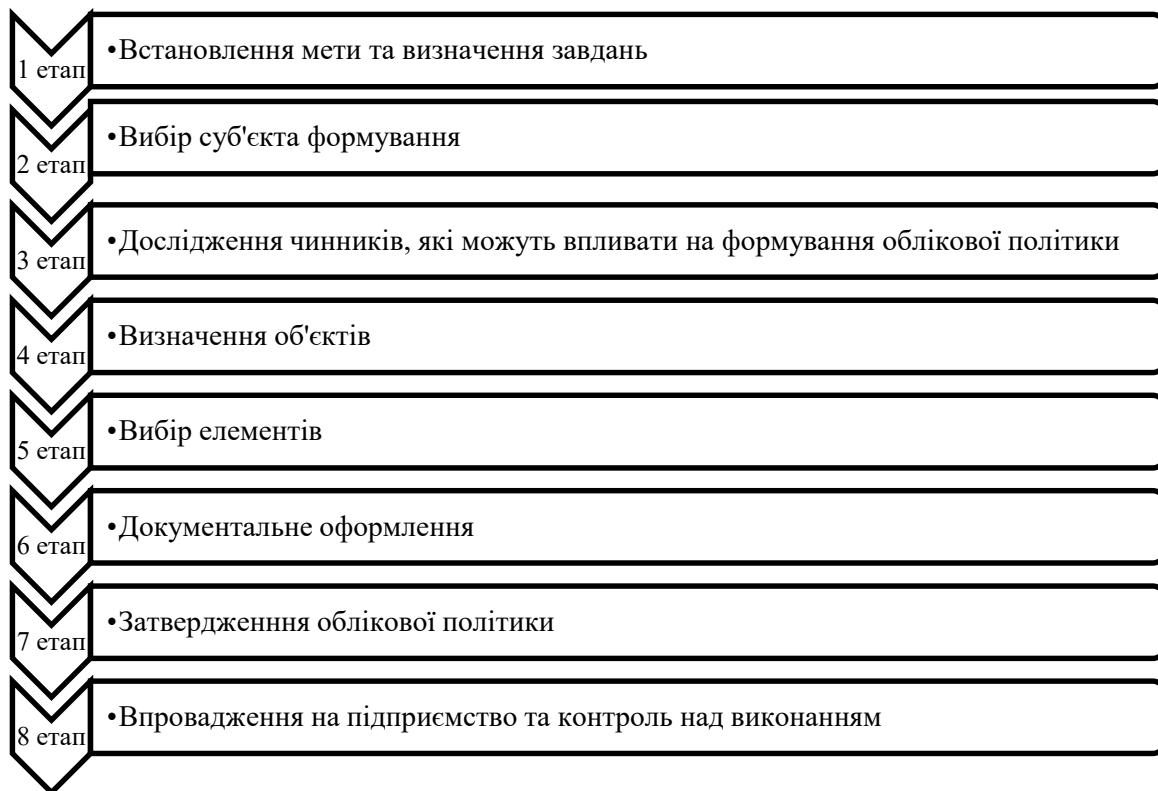 1 етап
•Встановлення мети та визначення завдань
2 етап
•Вибір суб'єкта формування
3 етап
•Дослідження чинників, які можуть впливати на формування облікової політики
4 етап
•Визначення об'єктів
5 етап
•Вибір елементів
6 етап
•Документальне оформлення
7 етап
•Затвердженння облікової політики
8 етап
•Впровадження на підприємство та контроль над виконанням